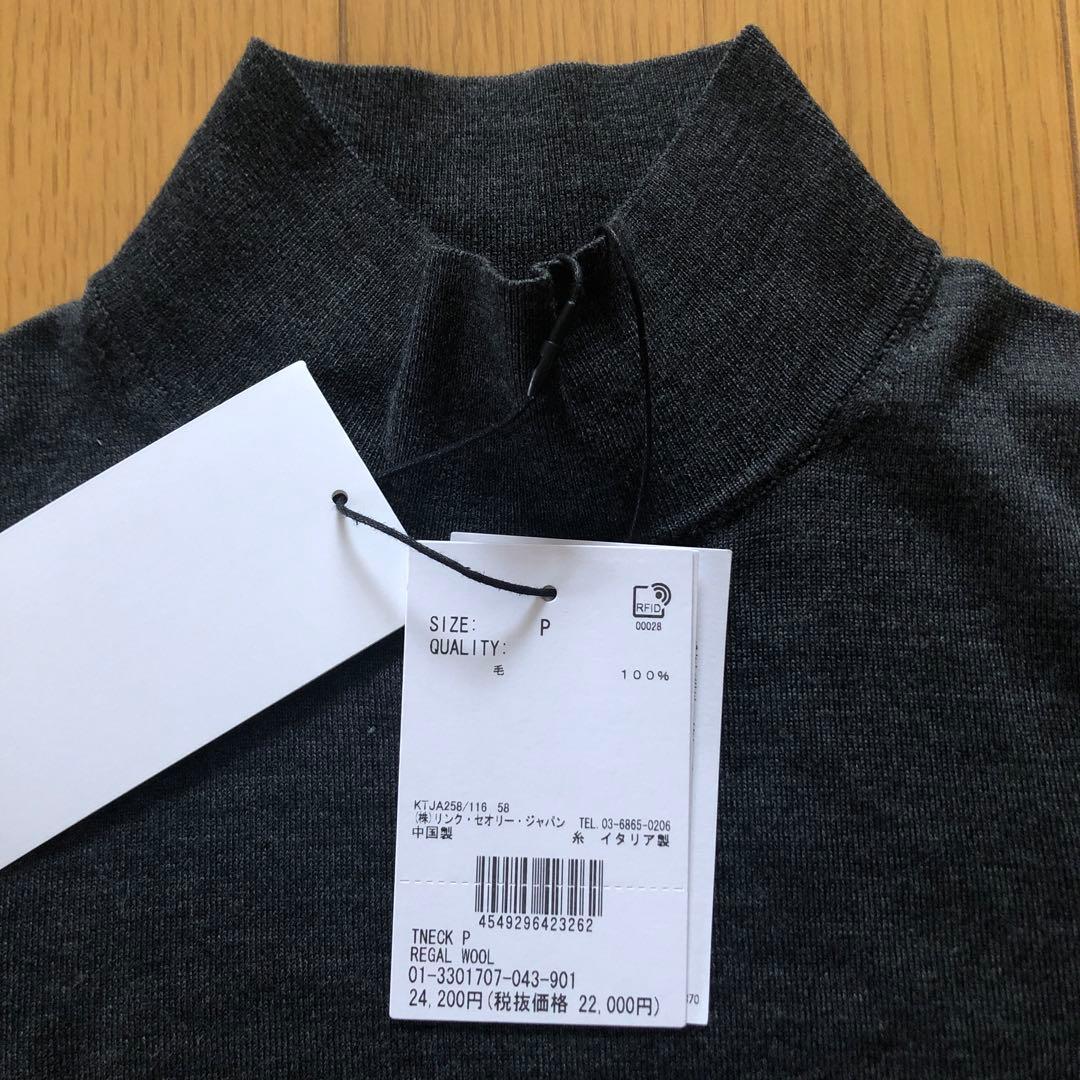 RFID
00028
SIZE: P
QUALITY:
毛 100%
KTJA258/116 58
(株)リンク・セオリー・ジャパン TEL.03-6865-0206
中国製 糸 イタリア製
4549296423262
TNECK P
REGAL WOOL
01-3301707-043-901
24,200円(税抜価格 22,000円)